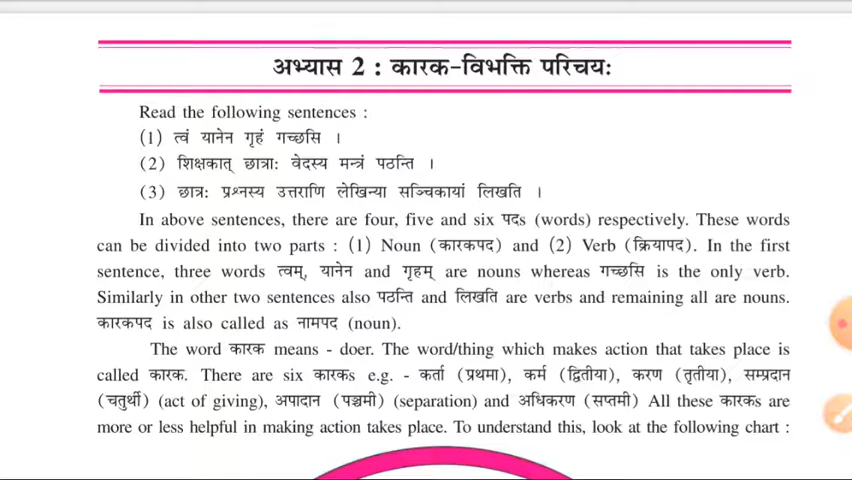 अभ्यास 2 : कारक-विभक्ति परिचयः
Read the following sentences :
(1) त्वं यानेन गृहं गच्छसि ।
(2) शिक्षकात् छात्राः वेदस्य मन्त्रं पठन्ति ।
(3) छात्रः प्रश्नस्य उत्तराणि लेखिन्या सञ्चिकायां लिखति ।
In above sentences, there are four, five and six पदs (words) respectively. These words
can be divided into two parts : (1) Noun (कारकपद) and (2) Verb (क्रियापद). In the first
sentence, three words त्वम्, यानेन and गृहम् are nouns whereas गच्छसि is the only verb.
Similarly in other two sentences also पठन्ति and लिखति are verbs and remaining all are nouns.
कारकपद is also called as नामपद (noun).
The word कारक means - doer. The word/thing which makes action that takes place is
called कारक. There are six कारकs e.g. - कर्ता (प्रथमा), कर्म (द्वितीया), करण (तृतीया), सम्प्रदान
(चतुर्थी) (act of giving), अपादान (पञ्चमी) (separation) and अधिकरण (सप्तमी) All these कारकs are
more or less helpful in making action takes place. To understand this, look at the following chart :